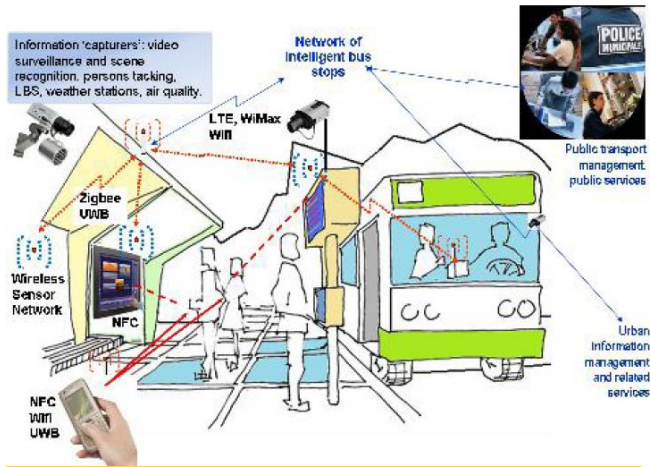 Information 'capturers': video
surveillance and scene
recognition, persons tacking,
LBS, weather stations, air quality.
Network of
intelligent bus
stops
POLICE
MUNICIPALE
LTE, WiMax
Wifi
Public transport
management,
public services
Zigbee
UWB
Wireless
Sensor
Network
NFC
Urban
information
management
and related
services
NFC
Wifi
UWB